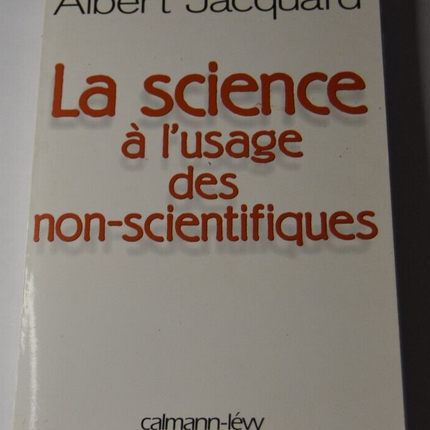 Albert Jacquard
La science
à l'usage
des
non-scientifiques
calmann-lévy